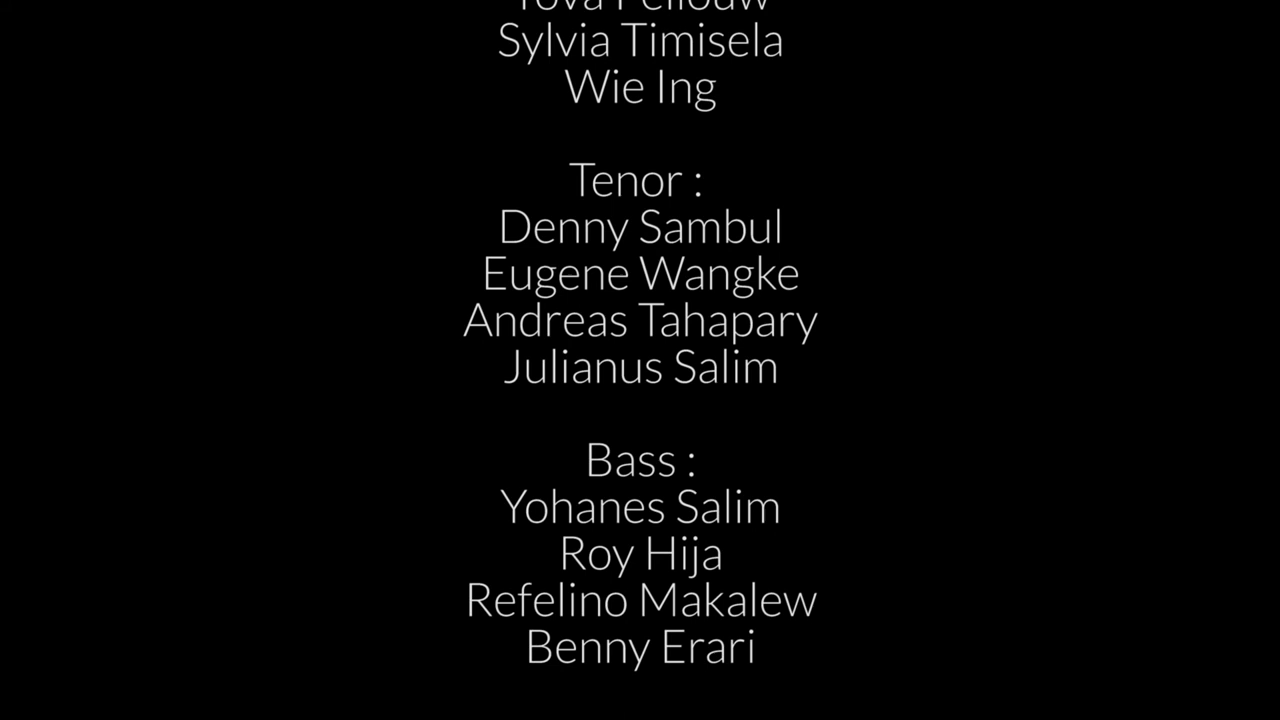 Sylvia Timisela
Wie Ing
Tenor :
Denny Sambul
Eugene Wangke
Andreas Tahapary
Julianus Salim
Bass :
Yohanes Salim
Roy Hija
Refelino Makalew
Benny Erari